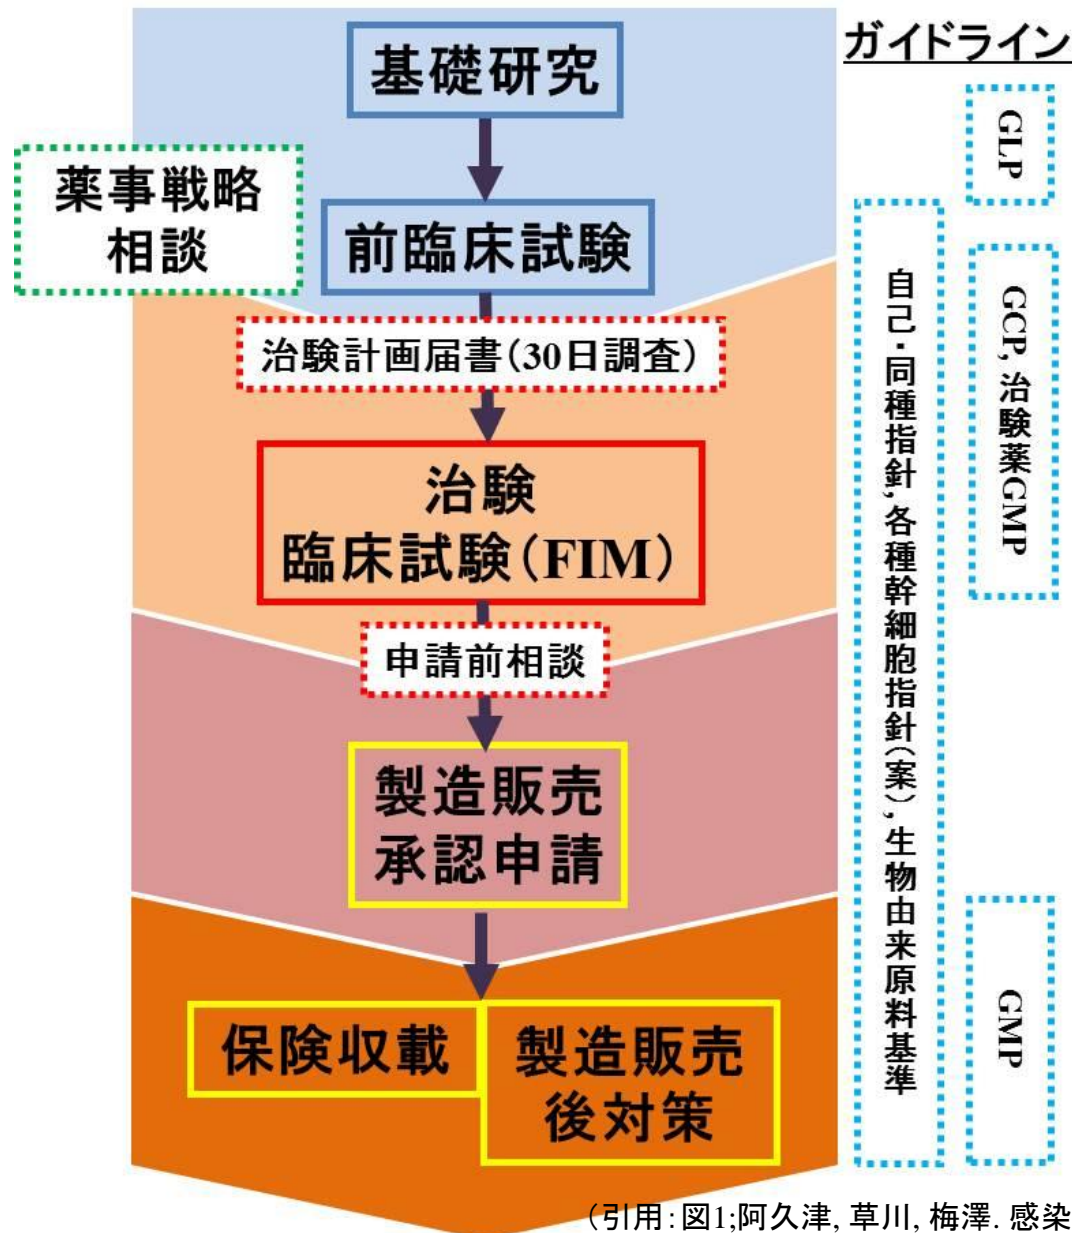 ガイドライン
基礎研究
薬事戦略
相談
前臨床試験
治験計画届書(30日調査)
治験
臨床試験(FIM)
申請前相談
製造販売
承認申請
保険収載
製造販売
後対策
自己・同種指針,各種幹細胞指針(案),生物由来原料基準
GLP
GCP,治験薬GMP
GMP
(引用:図1;阿久津,草川,梅澤.感染